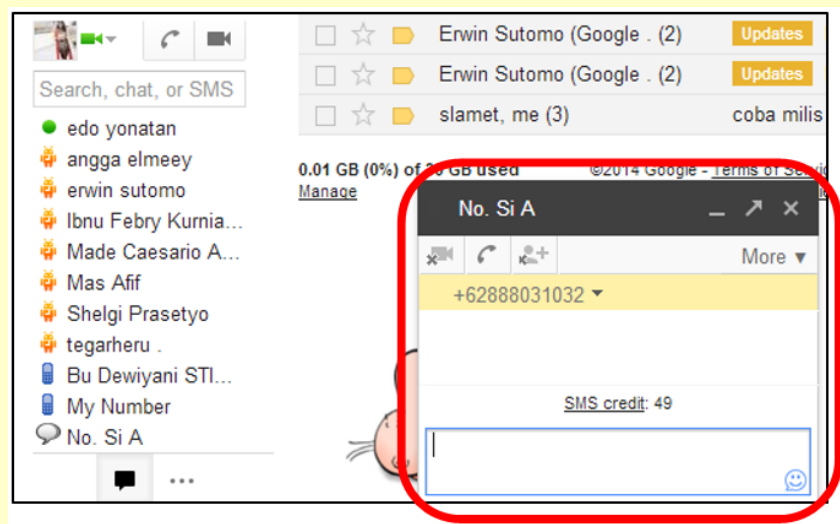 Search, chat, or SMS
edo yonatan
angga elmeey
erwin sutomo
Ibnu Febry Kurnia...
Made Caesario A...
Mas Afif
Shelgi Prasetyo
tegarheru .
Bu Dewiyani STI...
My Number
No. Si A
Erwin Sutomo (Google . (2) Updates
Erwin Sutomo (Google . (2) Updates
slamet, me (3) coba milis
0.01 GB (0%) of GB used ©2014 Google - Terms of
Manage
No. Si A
More
+62888031032
SMS credit: 49